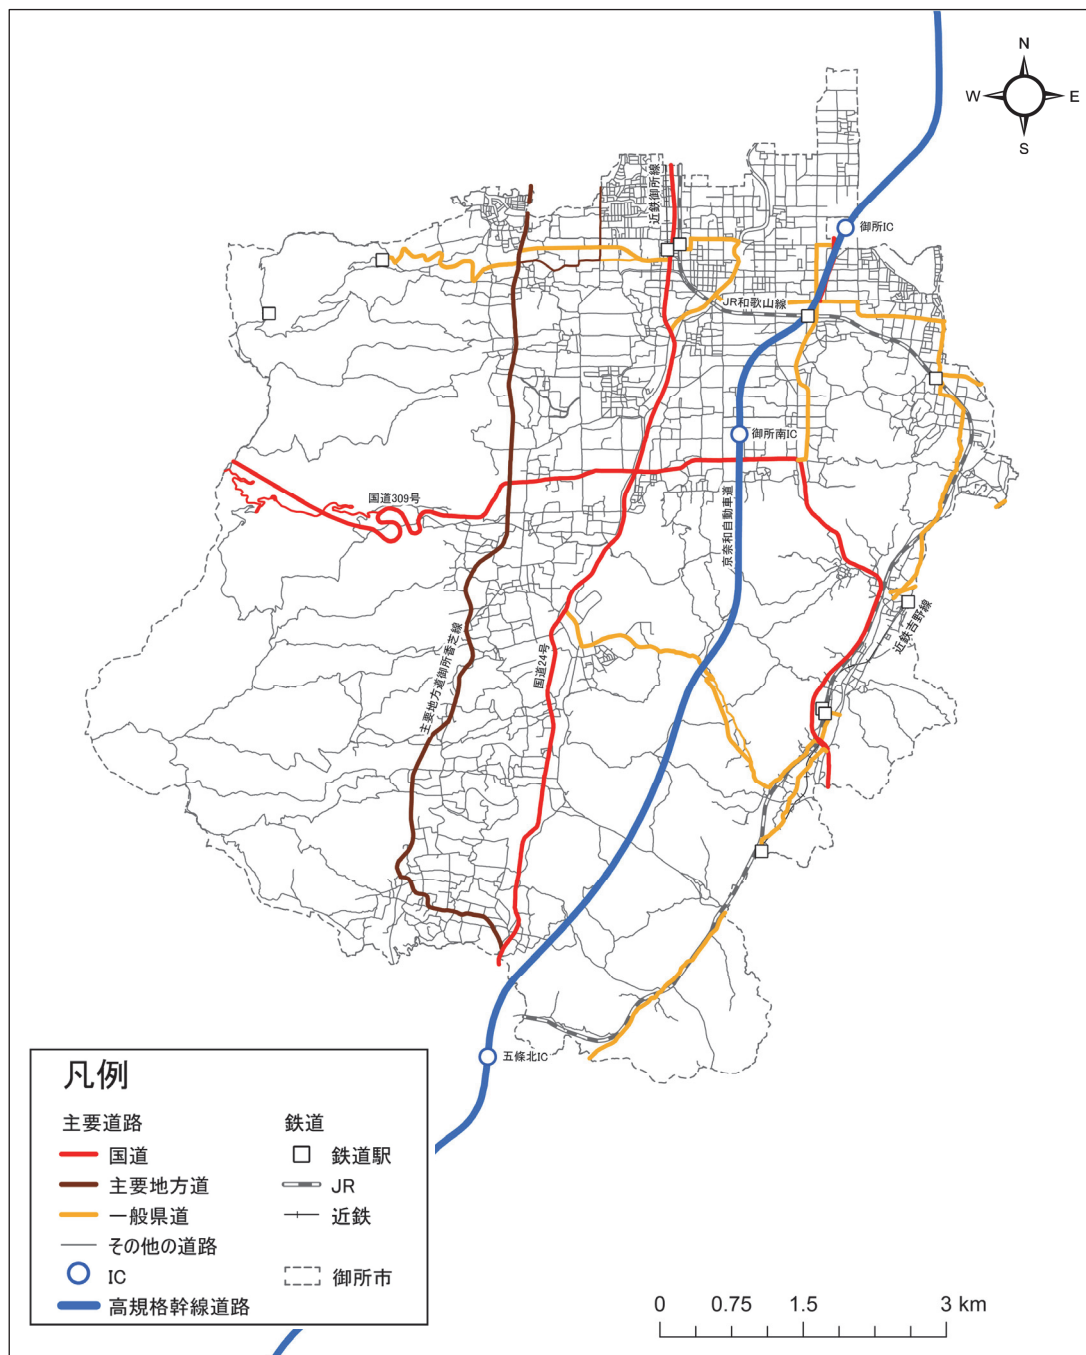 N
W
E
S
近鉄御所線
御所IC
JR和歌山線
御所南IC
国道309号
京奈和自動車道
近鉄吉野線
主要地方道御所香芝線
国道24号
五條北IC
凡例
主要道路
国道
主要地方道
一般県道
その他の道路
IC
高規格幹線道路
鉄道
鉄道駅
JR
近鉄
御所市
0 0.75 1.5 3 km